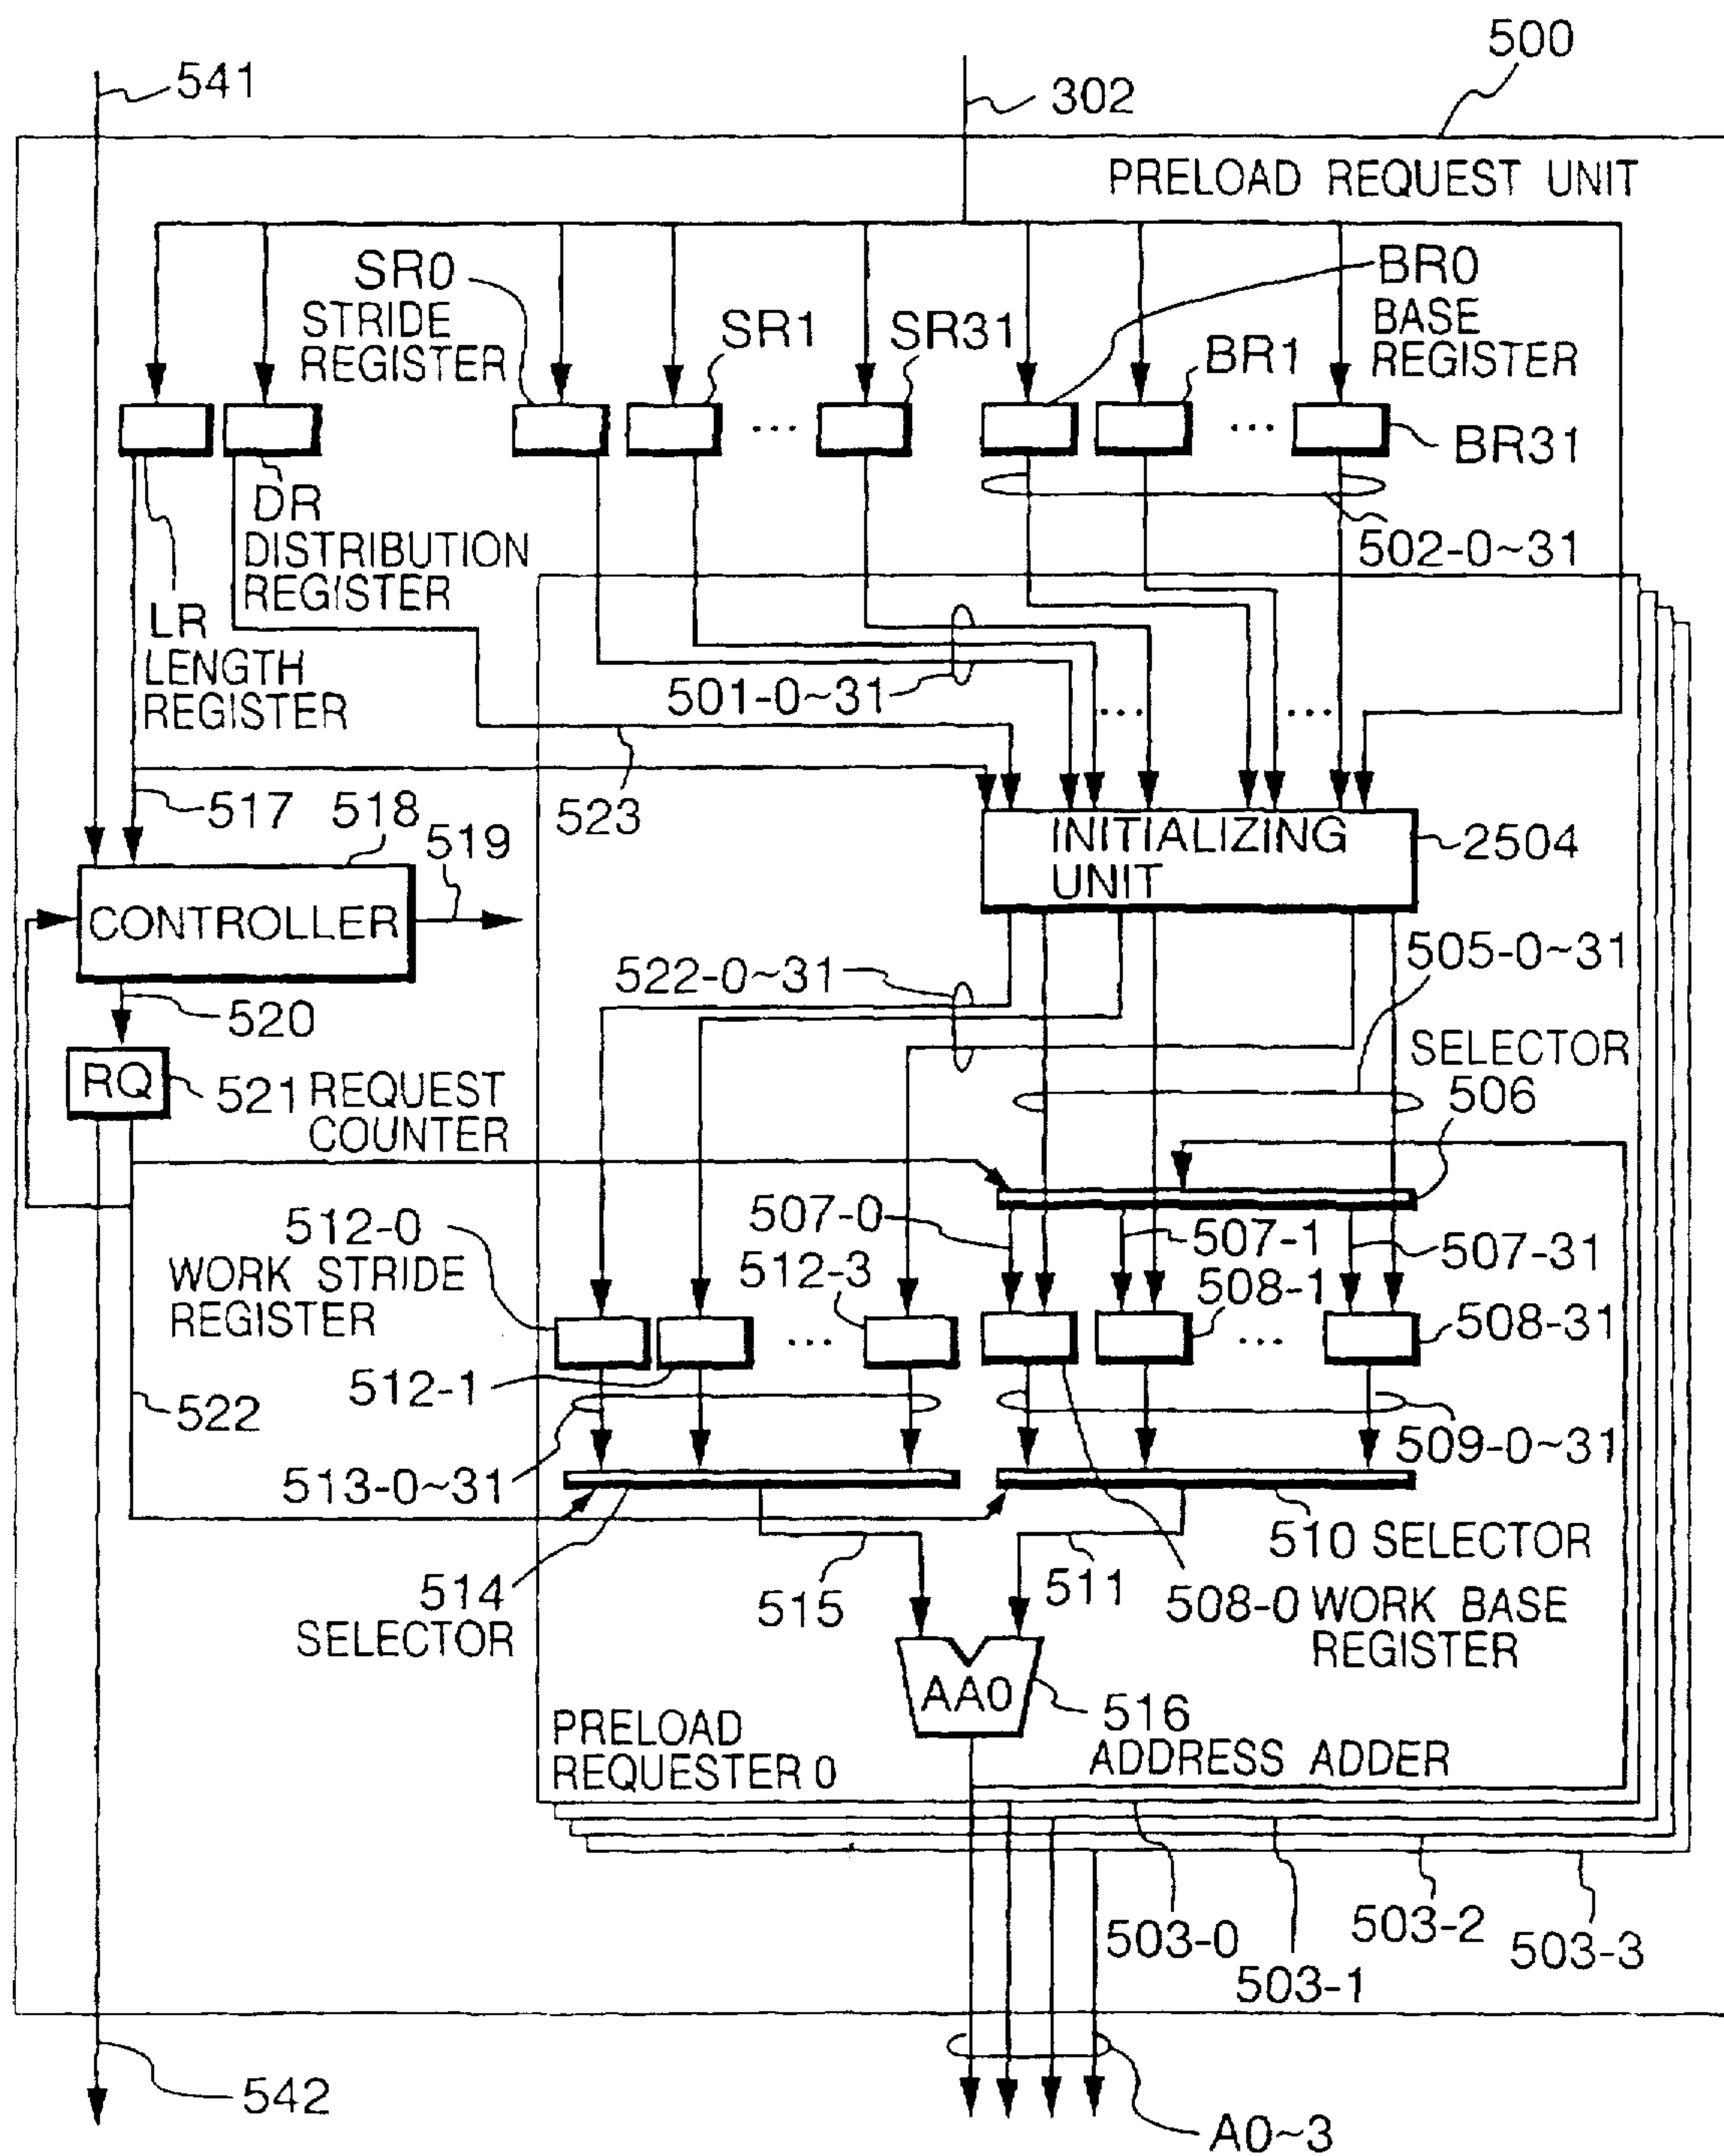 500
541
302
PRELOAD REQUEST UNIT
SR0
STRIDE
REGISTER
SR1
SR31
BR0
BASE
REGISTER
BR1
...
...
BR31
DR
DISTRIBUTION
REGISTER
502-0~31
LR
LENGTH
REGISTER
501-0~31
...
...
523
517
518
519
INITIALIZING
UNIT
2504
CONTROLLER
505-0~31
522-0~31
520
SELECTOR
506
RQ
521 REQUEST
COUNTER
512-0
WORK STRIDE
REGISTER
507-0
507-1
507-31
512-3
508-1
...
...
508-31
512-1
522
509-0~31
513-0~31
510 SELECTOR
514
SELECTOR
515
511
508-0 WORK BASE
REGISTER
AA0
516
ADDRESS ADDER
PRELOAD
REQUESTER 0
503-0
503-1
503-2
503-3
542
A0~3